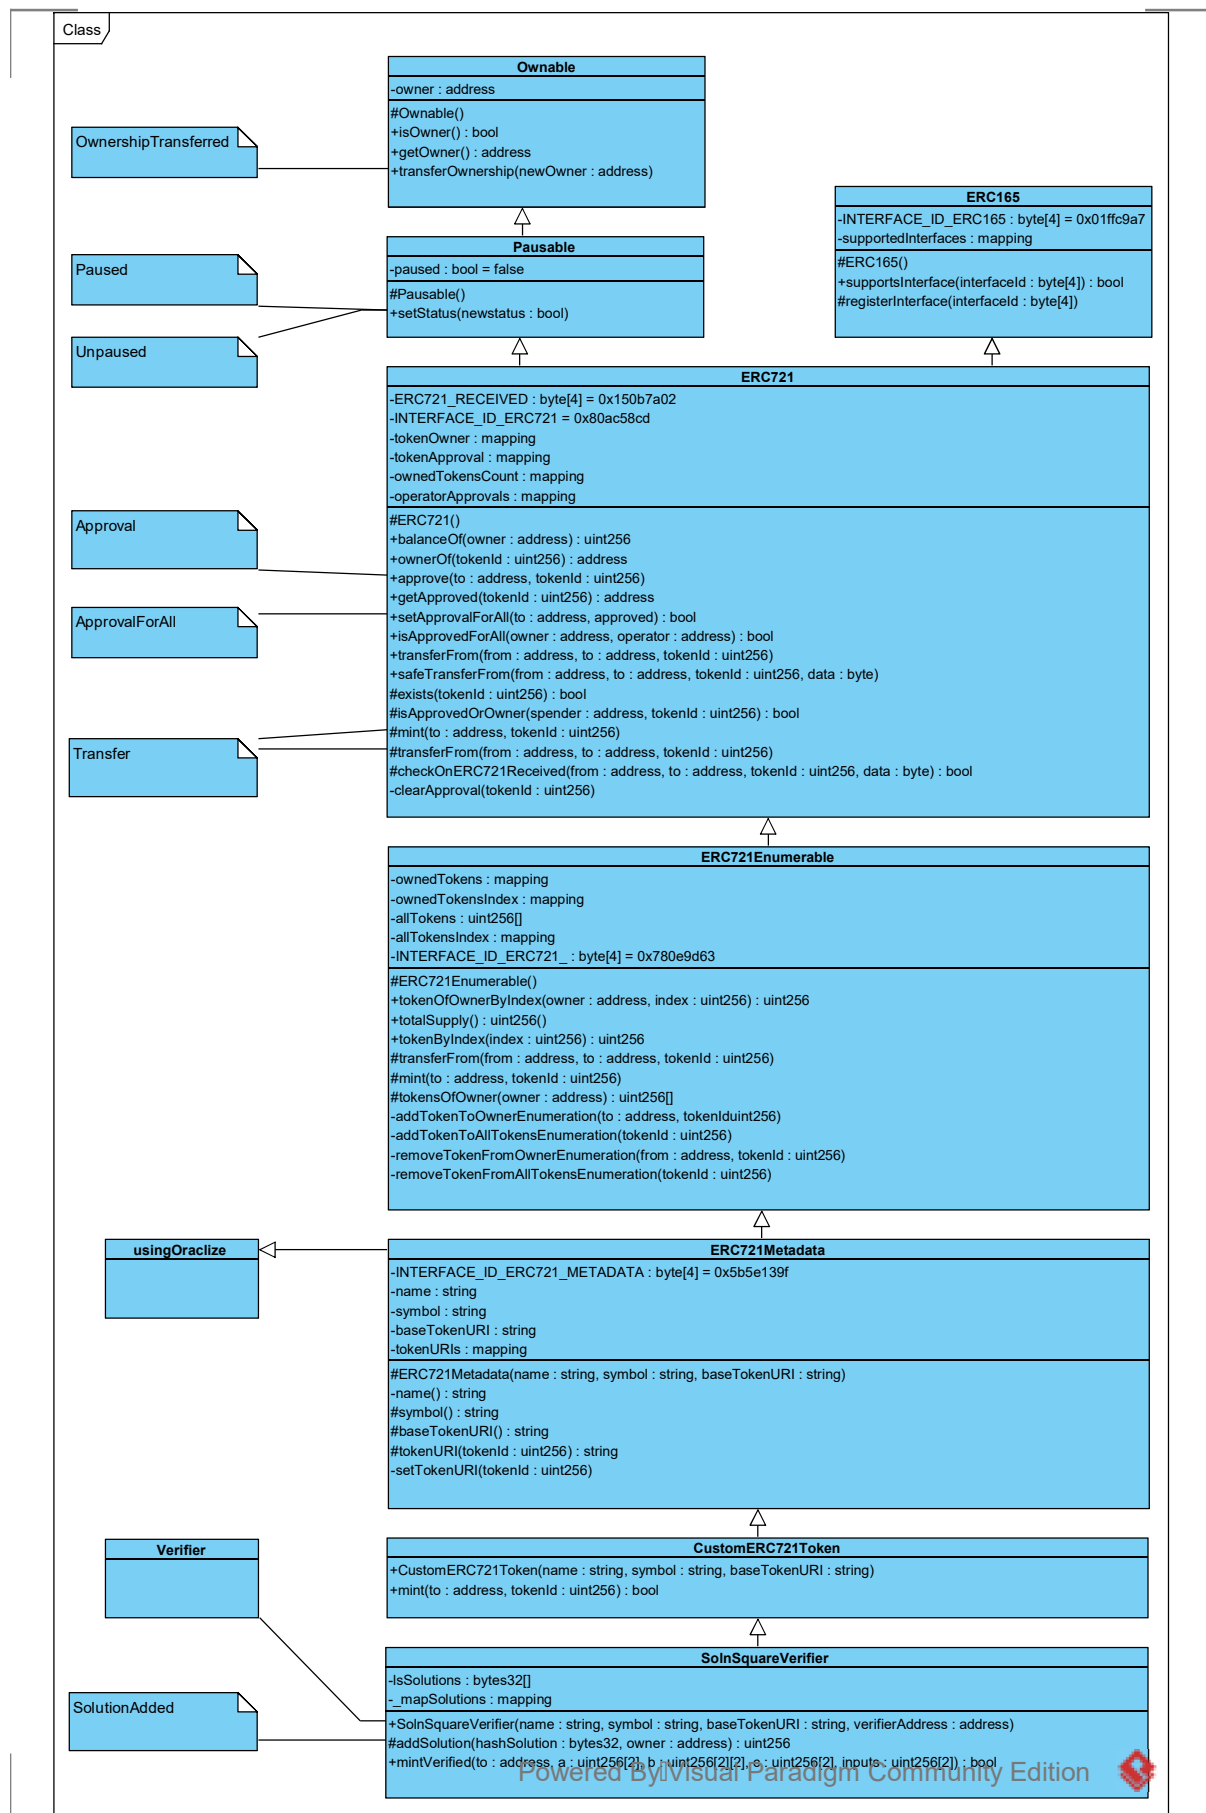 Class
Ownable
-owner : address
#Ownable()
+isOwner() : bool
+getOwner() : address
+transferOwnership(newOwner : address)
OwnershipTransferred
ERC165
-INTERFACE_ID_ERC165 : byte[4] = 0x01ffc9a7
-supportedInterfaces : mapping
#ERC165()
+supportsInterface(interfaceId : byte[4]) : bool
#registerInterface(interfaceId : byte[4])
Pausable
-paused : bool = false
#Pausable()
+setStatus(newstatus : bool)
Paused
Unpaused
ERC721
-ERC721_RECEIVED : byte[4] = 0x150b7a02
-INTERFACE_ID_ERC721 = 0x80ac58cd
-tokenOwner : mapping
-tokenApproval : mapping
-ownedTokensCount : mapping
-operatorApprovals : mapping
#ERC721()
+balanceOf(owner : address) : uint256
+ownerOf(tokenId : uint256) : address
+approve(to : address, tokenId : uint256)
+getApproved(tokenId : uint256) : address
+setApprovalForAll(to : address, approved) : bool
+isApprovedForAll(owner : address, operator : address) : bool
+transferFrom(from : address, to : address, tokenId : uint256)
+safeTransferFrom(from : address, to : address, tokenId : uint256, data : byte)
#exists(tokenId : uint256) : bool
#isApprovedOrOwner(spender : address, tokenId : uint256) : bool
#mint(to : address, tokenId : uint256)
#transferFrom(from : address, to : address, tokenId : uint256)
#checkOnERC721Received(from : address, to : address, tokenId : uint256, data : byte) : bool
-clearApproval(tokenId : uint256)
Approval
ApprovalForAll
Transfer
ERC721Enumerable
-ownedTokens : mapping
-ownedTokensIndex : mapping
-allTokens : uint256[]
-allTokensIndex : mapping
-INTERFACE_ID_ERC721_ : byte[4] = 0x780e9d63
#ERC721Enumerable()
+tokenOfOwnerByIndex(owner : address, index : uint256) : uint256
+totalSupply() : uint256()
+tokenByIndex(index : uint256) : uint256
#transferFrom(from : address, to : address, tokenId : uint256)
#mint(to : address, tokenId : uint256)
#tokensOfOwner(owner : address) : uint256[]
-addTokenToOwnerEnumeration(to : address, tokenIduint256)
-addTokenToAllTokensEnumeration(tokenId : uint256)
-removeTokenFromOwnerEnumeration(from : address, tokenId : uint256)
-removeTokenFromAllTokensEnumeration(tokenId : uint256)
usingOraclize
ERC721Metadata
-INTERFACE_ID_ERC721_METADATA : byte[4] = 0x5b5e139f
-name : string
-symbol : string
-baseTokenURI : string
-tokenURIs : mapping
#ERC721Metadata(name : string, symbol : string, baseTokenURI : string)
-name() : string
#symbol() : string
#baseTokenURI() : string
#tokenURI(tokenId : uint256) : string
-setTokenURI(tokenId : uint256)
Verifier
CustomERC721Token
+CustomERC721Token(name : string, symbol : string, baseTokenURI : string)
+mint(to : address, tokenId : uint256) : bool
SolnSquareVerifier
-lsSolutions : bytes32[]
-_mapSolutions : mapping
+SolnSquareVerifier(name : string, symbol : string, baseTokenURI : string, verifierAddress : address)
#addSolution(hashSolution : bytes32, owner : address) : uint256
+mintVerified(to : address, a : uint256[2], b : uint256[2][2], c : uint256[2], inputs : uint256[2]) : bool
SolutionAdded
Powered By Visual Paradigm Community Edition